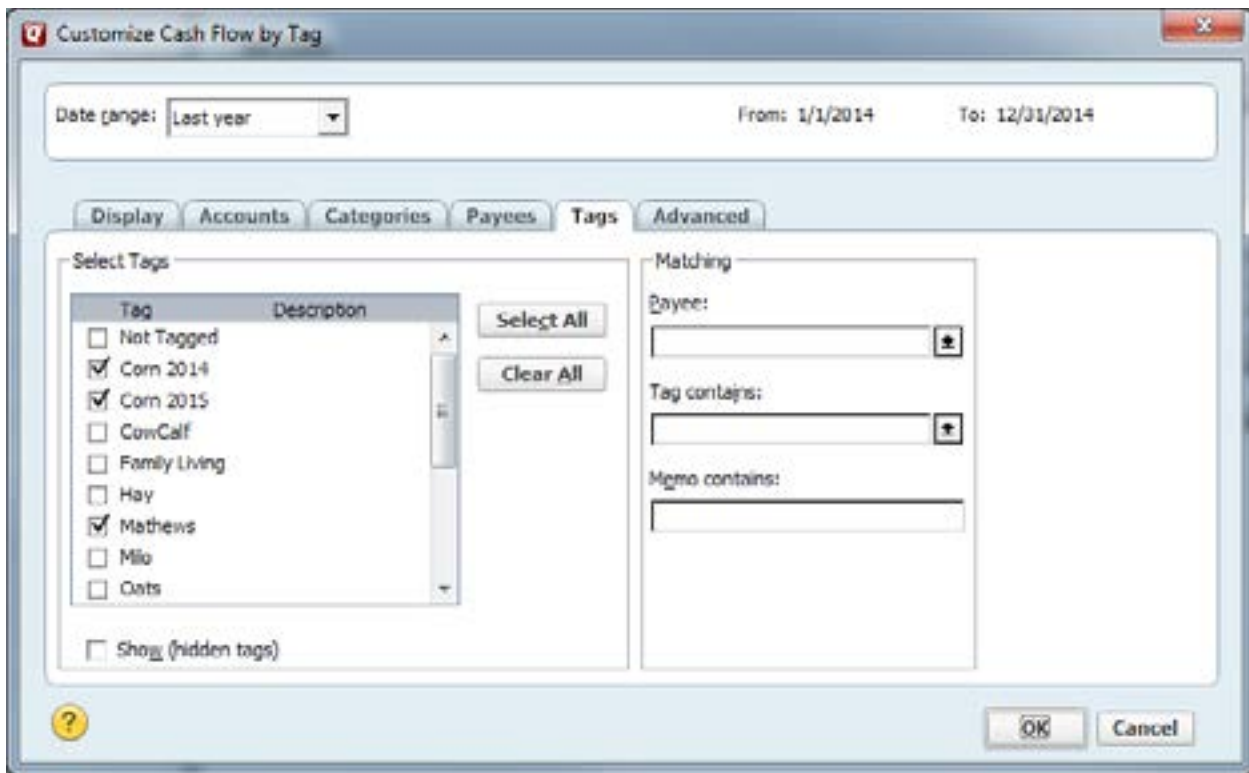 Customize Cash Flow by Tag
Date range: Last year From: 1/1/2014 To: 12/31/2014
Display Accounts Categories Payees Tags Advanced
Select Tags
Tag Description
Not Tagged
Corn 2014
Corn 2015
CowCalf
Family Living
Hay
Mathews
Milo
Oats
Select All
Clear All
Show (hidden tags)
Matching
Payee:
Tag contains:
Memo contains:
? OK Cancel